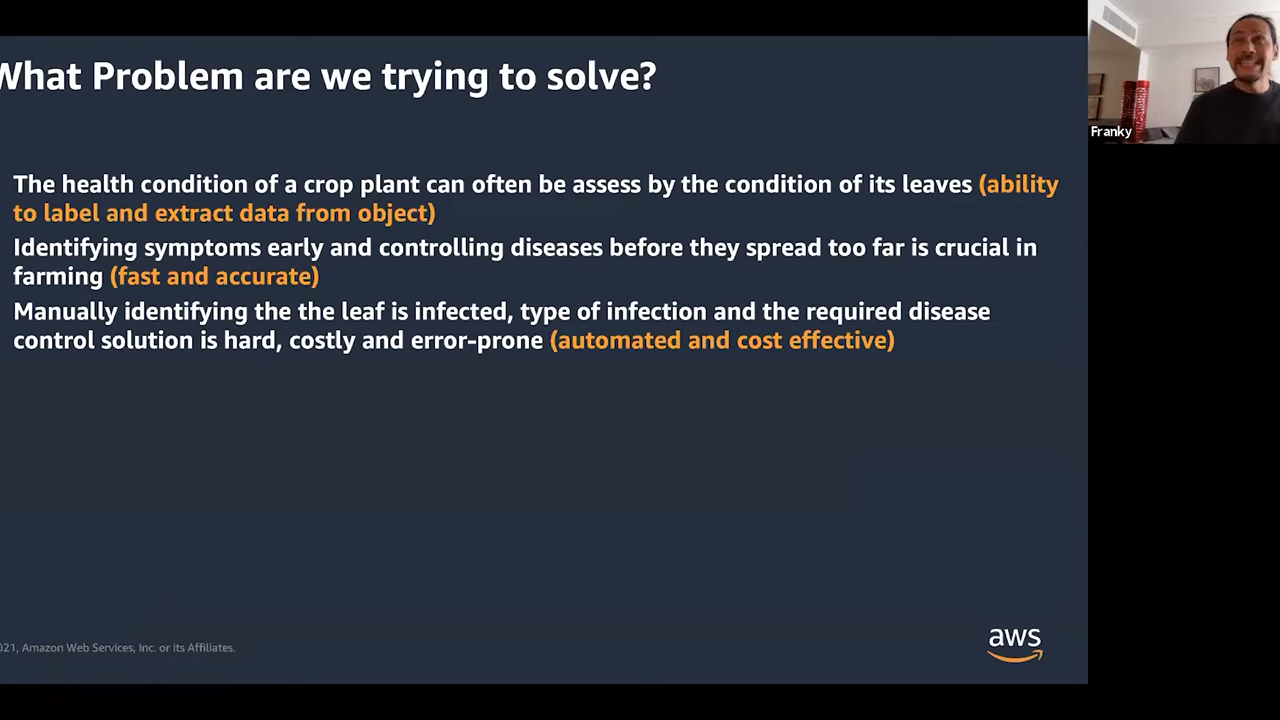 What Problem are we trying to solve?
Franky
The health condition of a crop plant can often be assess by the condition of its leaves (ability
to label and extract data from object)
Identifying symptoms early and controlling diseases before they spread too far is crucial in
farming (fast and accurate)
Manually identifying the the leaf is infected, type of infection and the required disease
control solution is hard, costly and error-prone (automated and cost effective)
021, Amazon Web Services, Inc. or its Affiliates.
aws